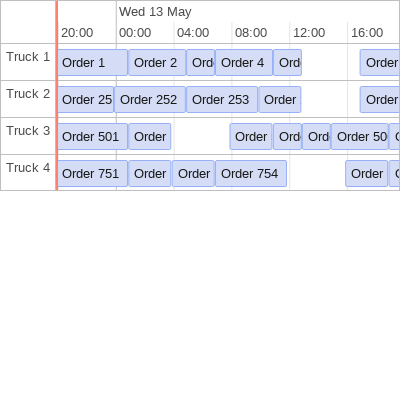 Wed 13 May
20:00 00:00 04:00 08:00 12:00 16:00
Truck 1 Order 1 Order 2 Ord Order 4 Ord Order
Truck 2 Order 25 Order 252 Order 253 Order Order
Truck 3 Order 501 Order Order Ord Ord Order 50
Truck 4 Order 751 Order Order Order 754 Order